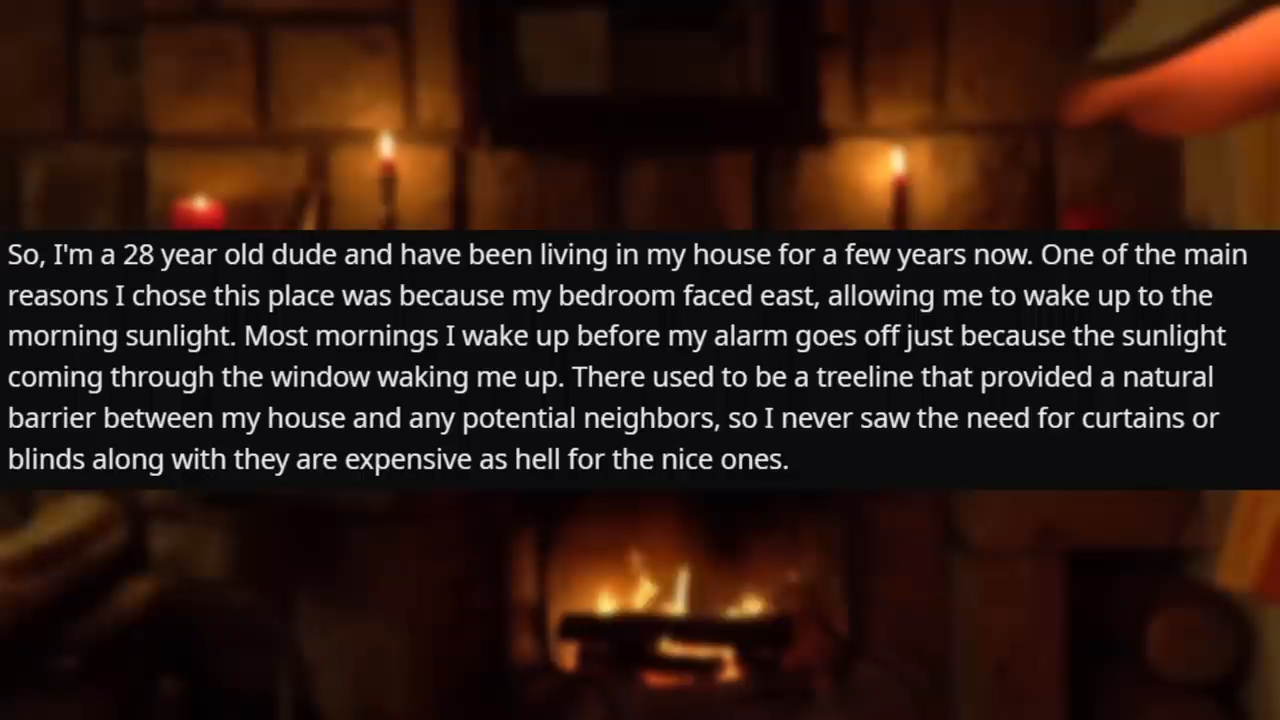 So, I'm a 28 year old dude and have been living in my house for a few years now. One of the main
reasons I chose this place was because my bedroom faced east, allowing me to wake up to the
morning sunlight. Most mornings I wake up before my alarm goes off just because the sunlight
coming through the window waking me up. There used to be a treeline that provided a natural
barrier between my house and any potential neighbors, so I never saw the need for curtains or
blinds along with they are expensive as hell for the nice ones.